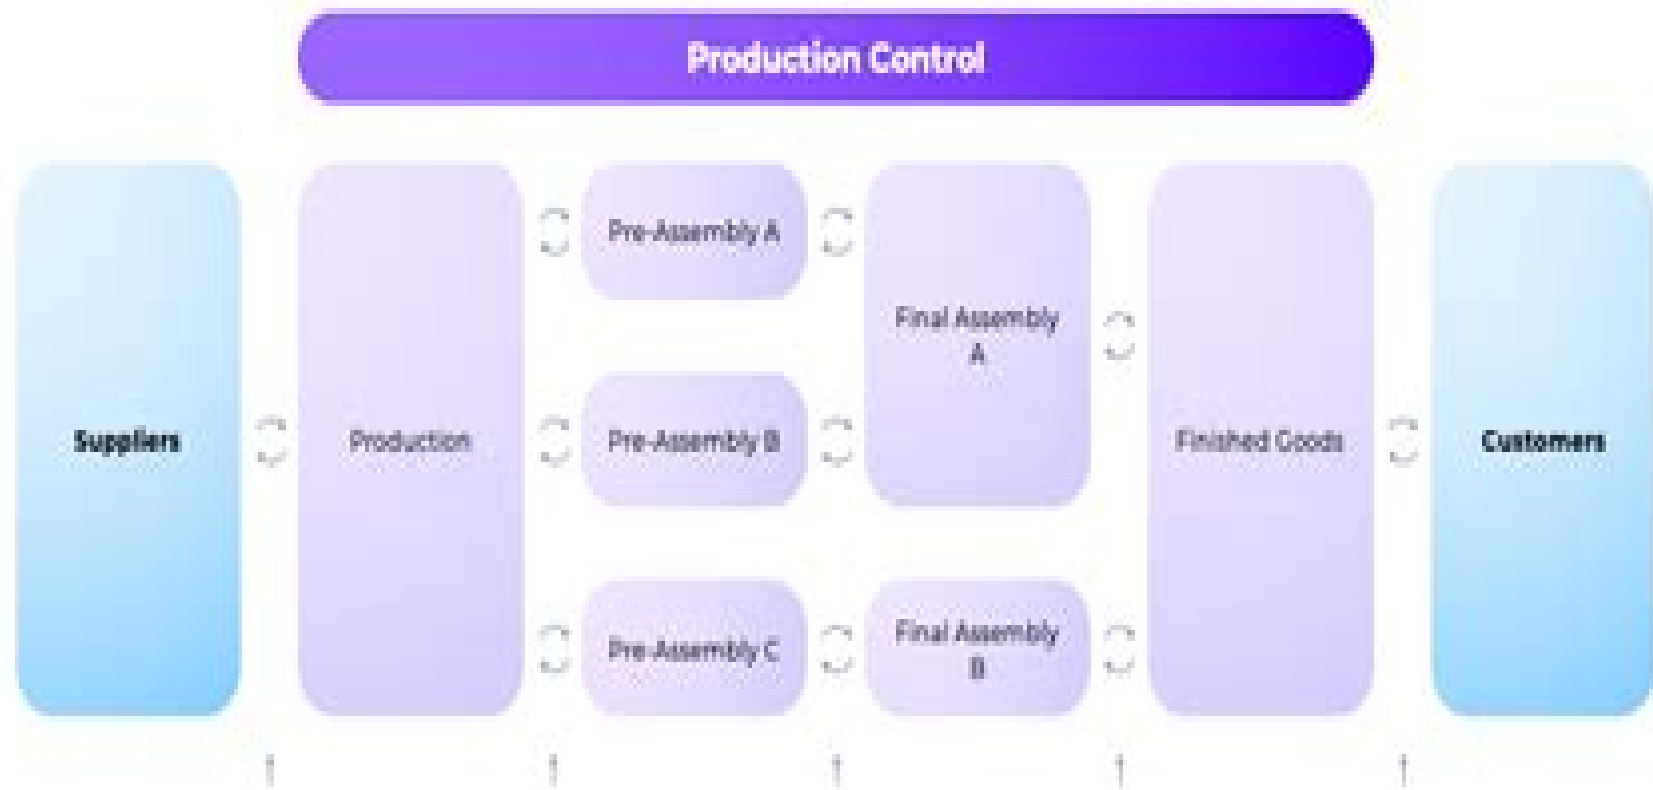 Production Control
Suppliers
Production
Pre-Assembly A
Pre-Assembly B
Pre-Assembly C
Final Assembly
A
Final Assembly
B
Finished Goods
Customers